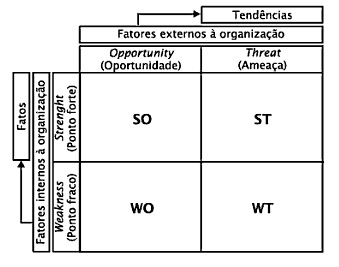 Tendências
Fatores externos à organização
Opportunity
(Oportunidade)
Threat
(Ameaça)
Fatos
Fatores internos à organização
Strenght
(Ponto forte)
SO
ST
Weakness
(Ponto fraco)
WO
WT